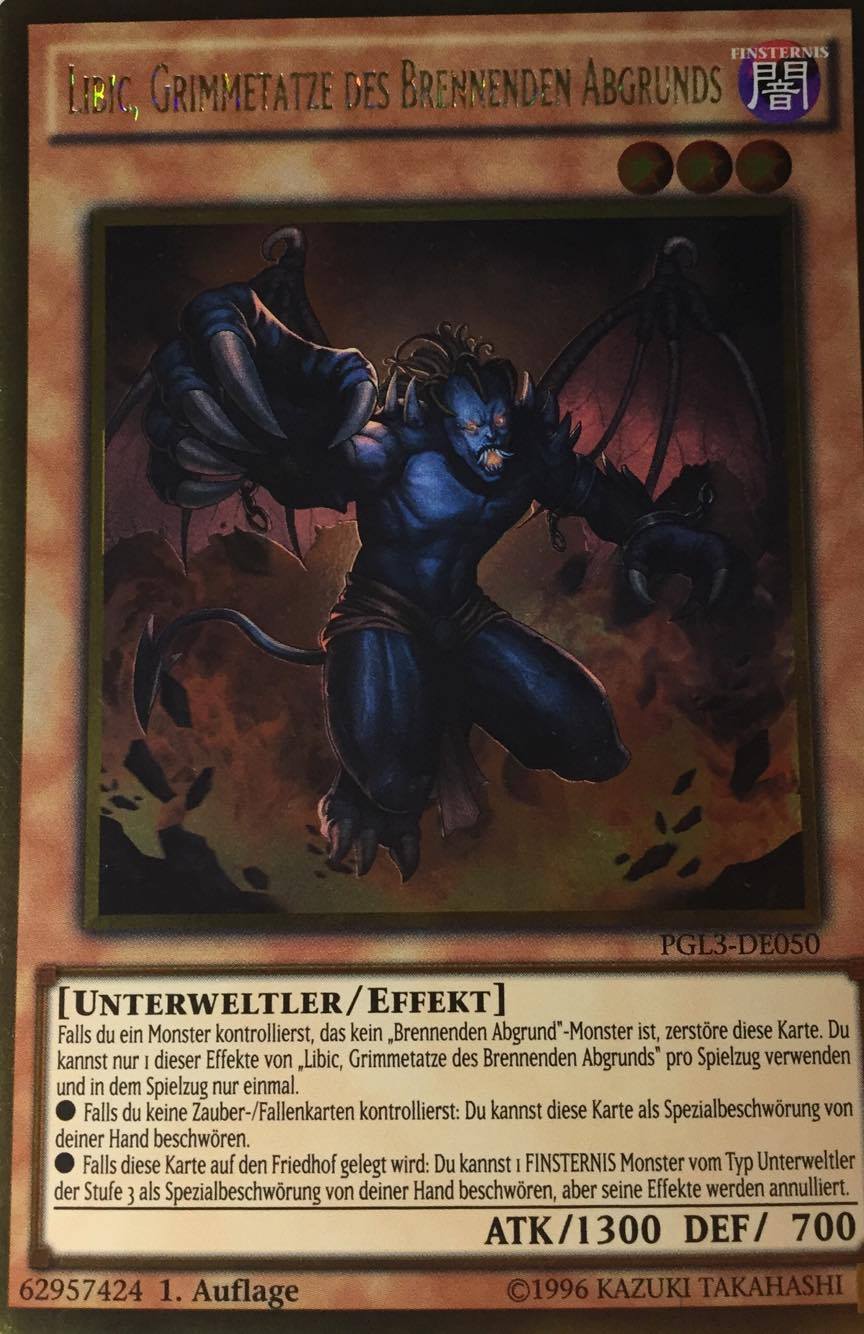 Libic, Grimmetatze des Brennenden Abgrunds
FINSTERNIS
闇
PGL3-DE050
[Unterweltler/Effekt]
Falls du ein Monster kontrollierst, das kein „Brennenden Abgrund"-Monster ist, zerstöre diese Karte. Du
kannst nur 1 dieser Effekte von „Libic, Grimmetatze des Brennenden Abgrunds" pro Spielzug verwenden
und in dem Spielzug nur einmal.
● Falls du keine Zauber-/Fallenkarten kontrollierst: Du kannst diese Karte als Spezialbeschwörung von
deiner Hand beschwören.
● Falls diese Karte auf den Friedhof gelegt wird: Du kannst 1 FINSTERNIS Monster vom Typ Unterweltler
der Stufe 3 als Spezialbeschwörung von deiner Hand beschwören, aber seine Effekte werden annulliert.
ATK/1300 DEF/ 700
62957424 1. Auflage ©1996 KAZUKI TAKAHASHI